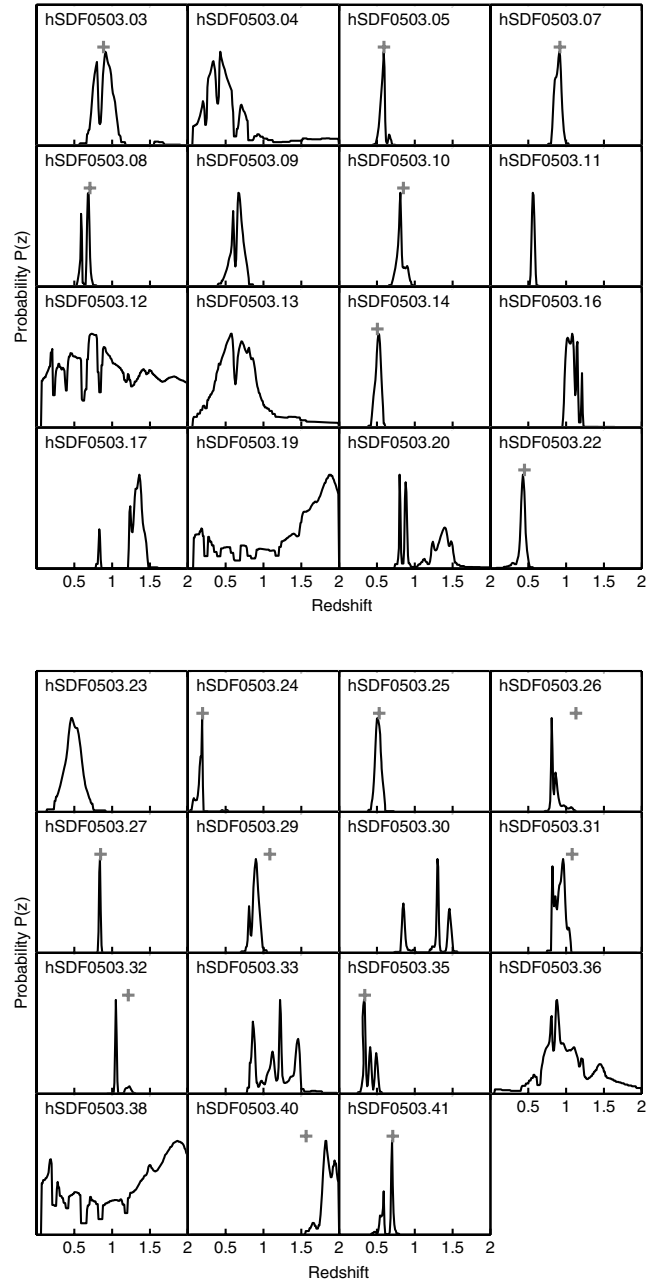 hSDF0503.03 hSDF0503.04 hSDF0503.05 hSDF0503.07
hSDF0503.08 hSDF0503.09 hSDF0503.10 hSDF0503.11
Probability P(z)
hSDF0503.12 hSDF0503.13 hSDF0503.14 hSDF0503.16
hSDF0503.17 hSDF0503.19 hSDF0503.20 hSDF0503.22
0.5 1 1.5 2 0.5 1 1.5 2 0.5 1 1.5 2 0.5 1 1.5 2
Redshift
hSDF0503.23 hSDF0503.24 hSDF0503.25 hSDF0503.26
hSDF0503.27 hSDF0503.29 hSDF0503.30 hSDF0503.31
Probability P(z)
hSDF0503.32 hSDF0503.33 hSDF0503.35 hSDF0503.36
0.5 1 1.5 2
hSDF0503.38 hSDF0503.40 hSDF0503.41
0.5 1 1.5 2 0.5 1 1.5 2 0.5 1 1.5 2
Redshift